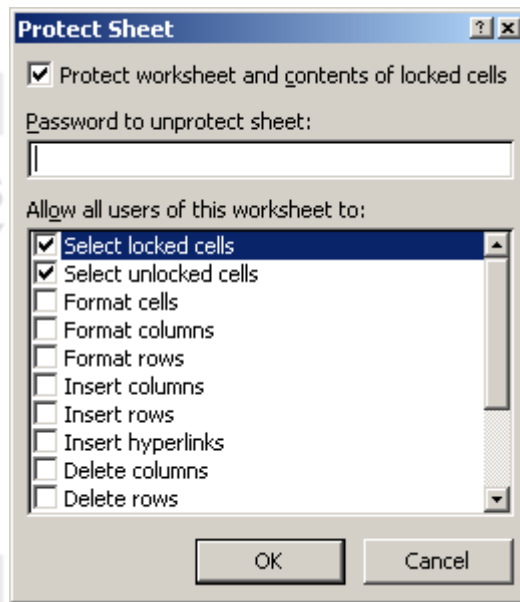 Protect Sheet
Protect worksheet and contents of locked cells
Password to unprotect sheet:
Allow all users of this worksheet to:
Select locked cells
Select unlocked cells
Format cells
Format columns
Format rows
Insert columns
Insert rows
Insert hyperlinks
Delete columns
Delete rows
OK Cancel